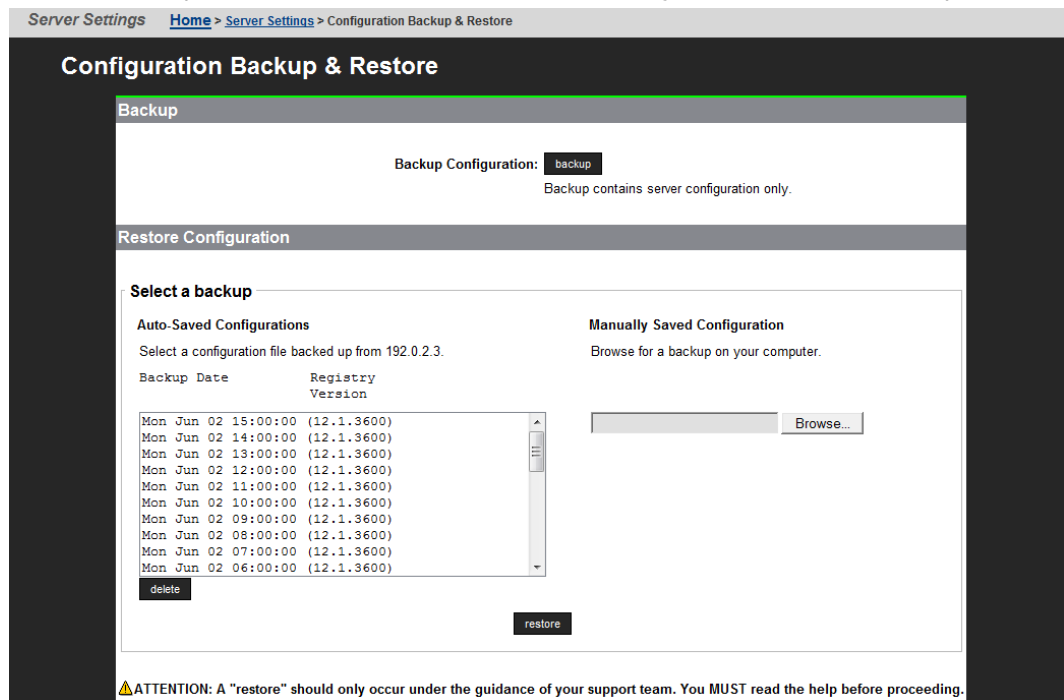 Server Settings Home > Server Settings > Configuration Backup & Restore
Configuration Backup & Restore
Backup
Backup Configuration: backup
Backup contains server configuration only.
Restore Configuration
Select a backup
Auto-Saved Configurations
Select a configuration file backed up from 192.0.2.3.
Backup Date Registry
Version
Mon Jun 02 15:00:00 (12.1.3600)
Mon Jun 02 14:00:00 (12.1.3600)
Mon Jun 02 13:00:00 (12.1.3600)
Mon Jun 02 12:00:00 (12.1.3600)
Mon Jun 02 11:00:00 (12.1.3600)
Mon Jun 02 10:00:00 (12.1.3600)
Mon Jun 02 09:00:00 (12.1.3600)
Mon Jun 02 08:00:00 (12.1.3600)
Mon Jun 02 07:00:00 (12.1.3600)
Mon Jun 02 06:00:00 (12.1.3600)
delete
Manually Saved Configuration
Browse for a backup on your computer.
Browse...
restore
ATTENTION: A "restore" should only occur under the guidance of your support team. You MUST read the help before proceeding.